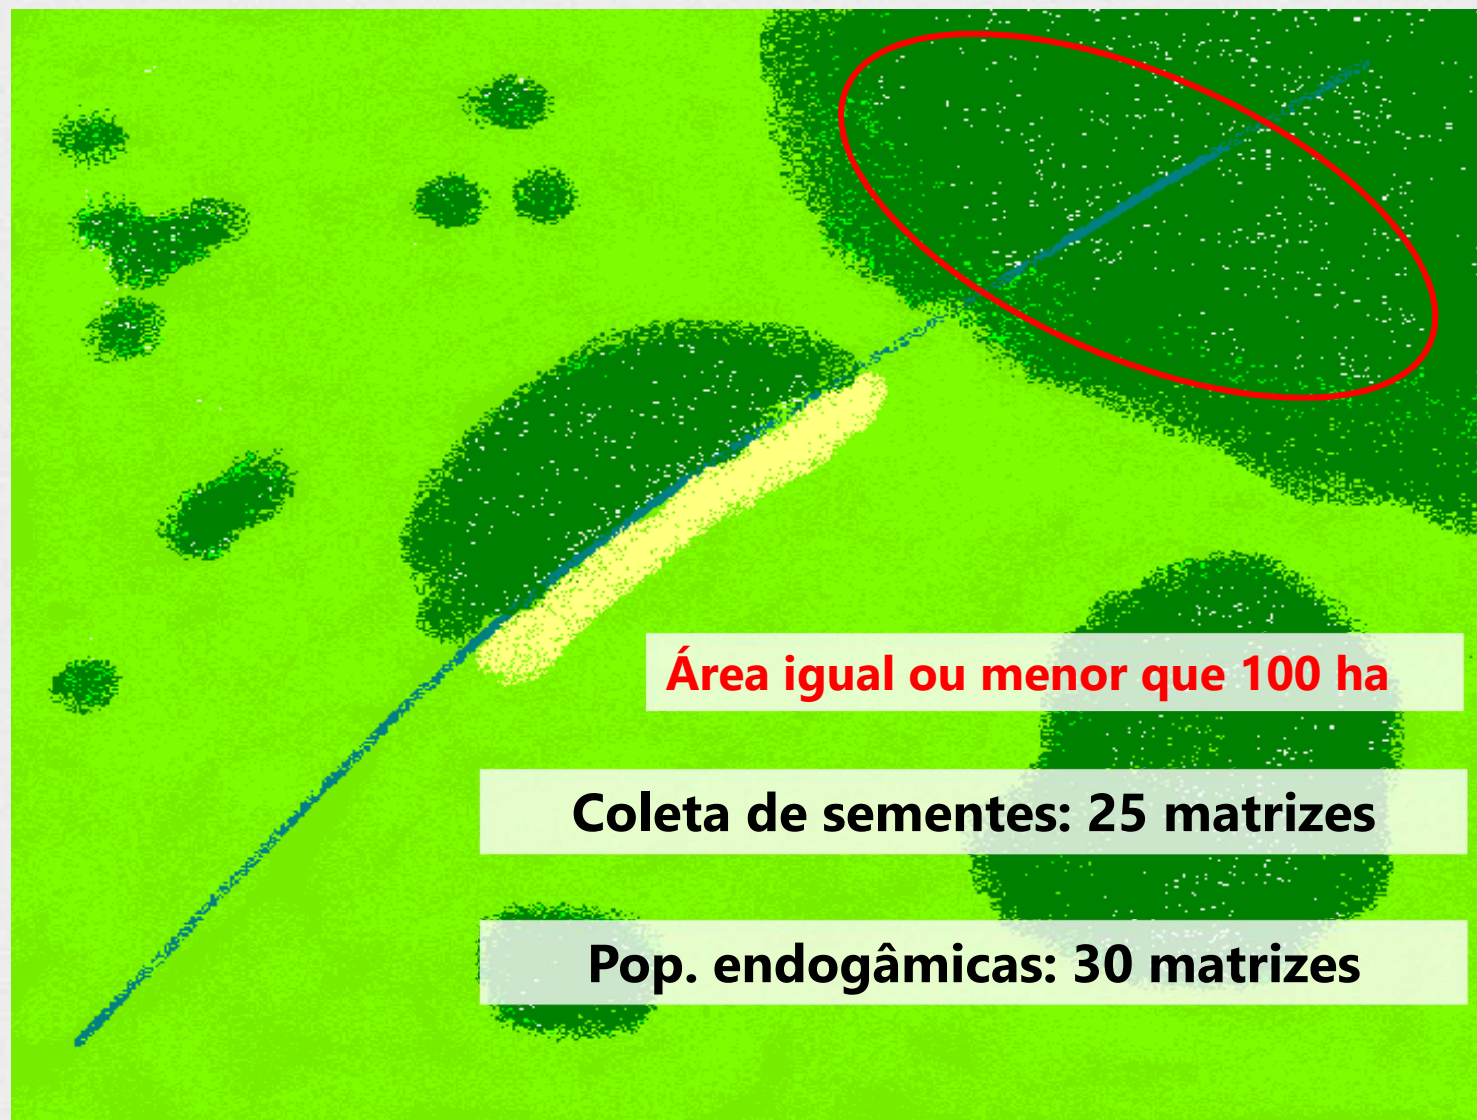 Área igual ou menor que 100 ha
Coleta de sementes: 25 matrizes
Pop. endogâmicas: 30 matrizes